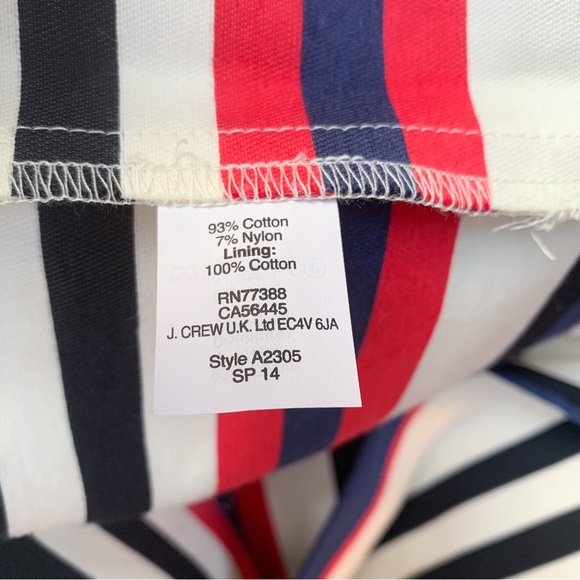 93% Cotton
7% Nylon
Lining:
100% Cotton
RN77388
CA56445
J. CREW U.K. Ltd EC4V 6JA
Style A2305
SP 14